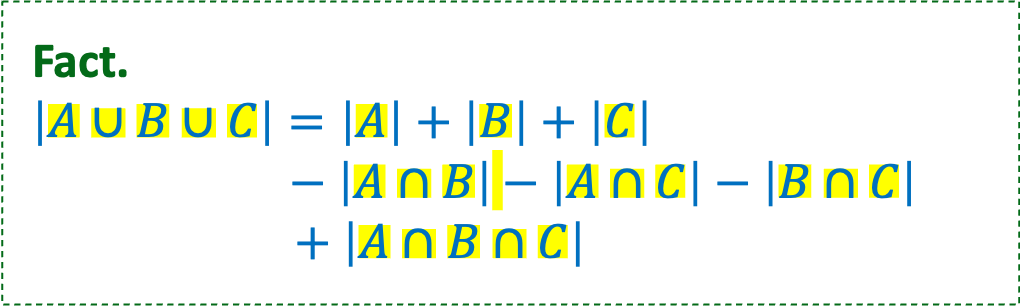 Fact.
|A ∪ B ∪ C| = |A| + |B| + |C|
− |A ∩ B| − |A ∩ C| − |B ∩ C|
+ |A ∩ B ∩ C|